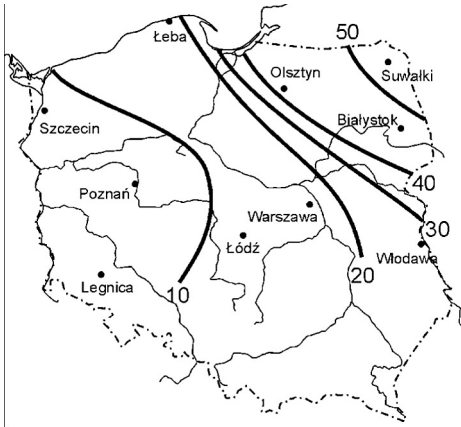 50
Łeba
Olsztyn
Suwałki
Szczecin
Białystok
Poznań
40
Warszawa
30
Łódź
Włodawa
20
Legnica
10